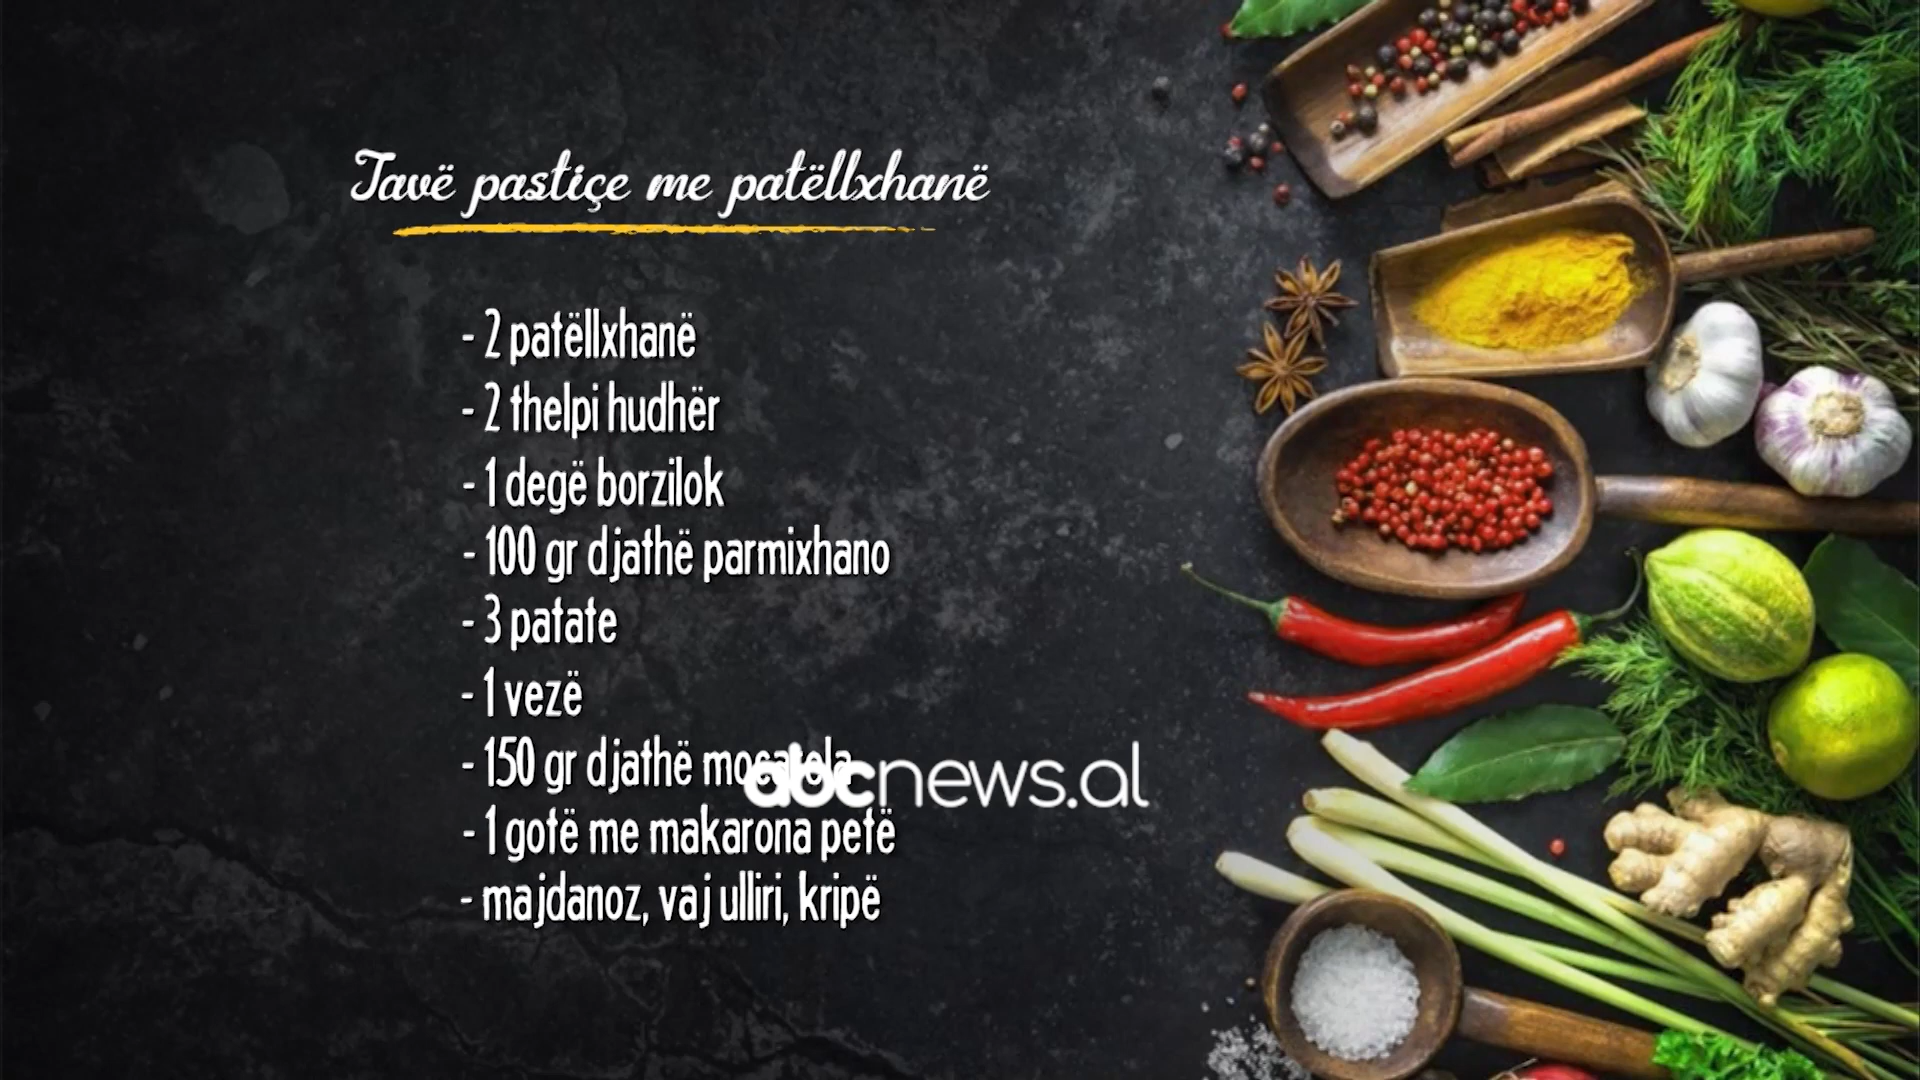 Tavë pastiçe me patëllxhanë
- 2 patëllxhanë
- 2 thelpi hudhër
- 1 degë borzilok
- 100 gr djathë parmixhano
- 3 patate
- 1 vezë
- 150 gr djathë
abcnews.al
- 1 gotë me makarona petë
- majdanoz, vaj ulliri, kripë